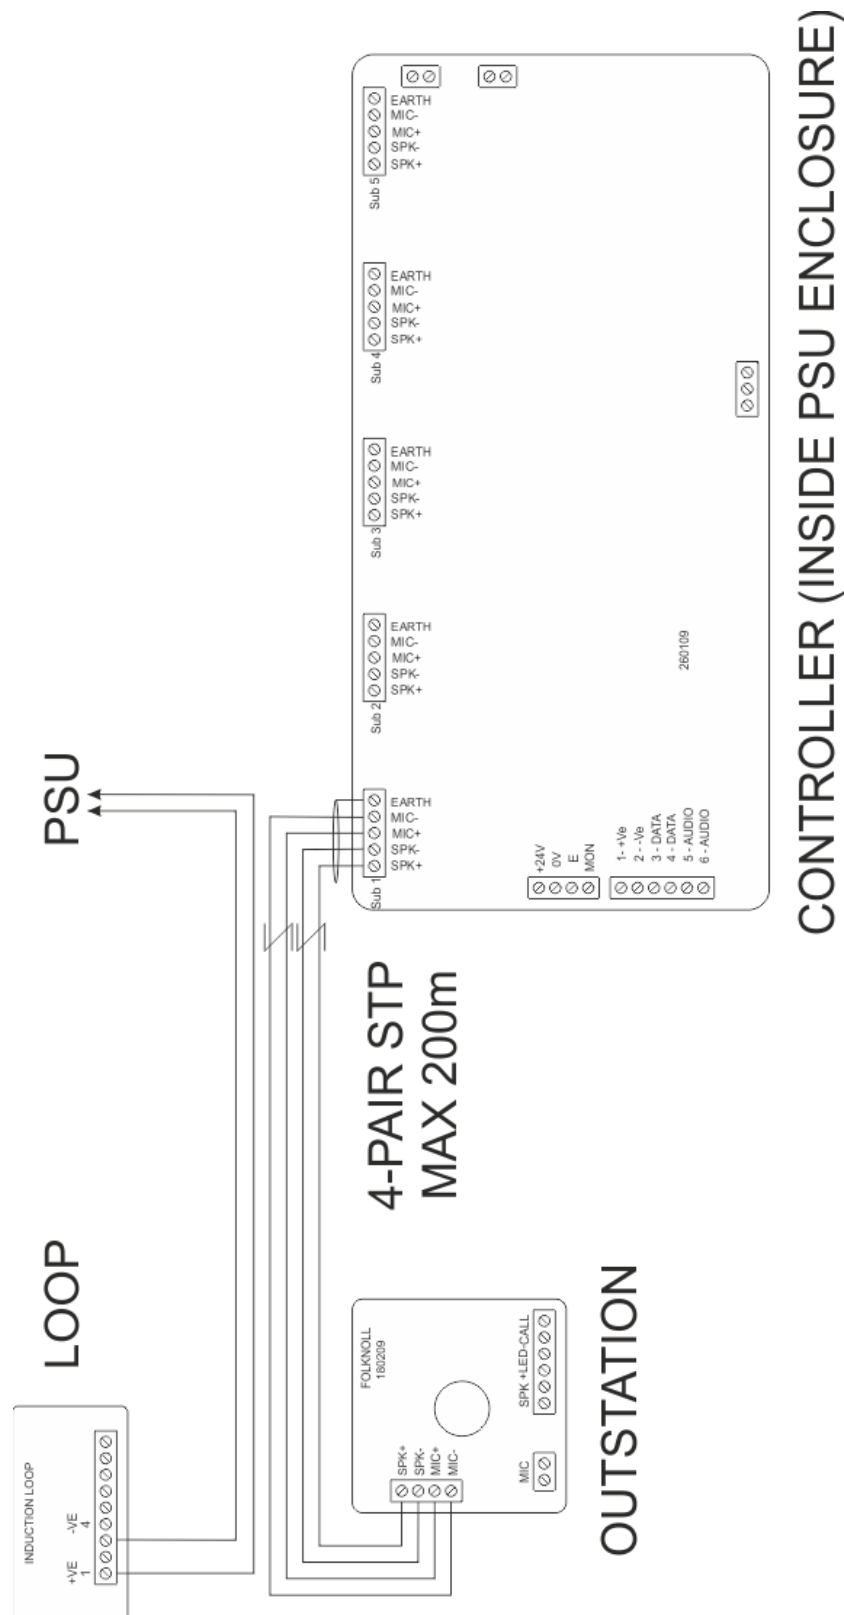 CONTROLLER (INSIDE PSU ENCLOSURE)
EARTH
MIC-
MIC+
SPK-
SPK+
Sub 5
EARTH
MIC-
MIC+
SPK-
SPK+
Sub 4
EARTH
MIC-
MIC+
SPK-
SPK+
Sub 3
EARTH
MIC-
MIC+
SPK-
SPK+
Sub 2
EARTH
MIC-
MIC+
SPK-
SPK+
Sub 1
260109
+24V
0V
E
MON
1- +Ve
2 - -Ve
3 - DATA
4 - DATA
5 - AUDIO
6 - AUDIO
PSU
4-PAIR STP
MAX 200m
LOOP
INDUCTION LOOP
+VE
1
-VE
4
FOLKNOLL
180209
SPK+
SPK-
MIC+
MIC-
MIC
SPK +LED-CALL
OUTSTATION